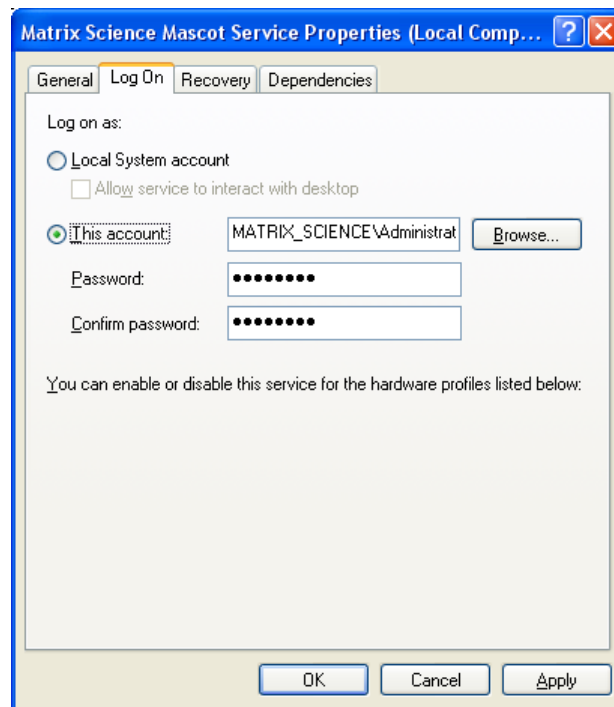 Matrix Science Mascot Service Properties (Local Comp... ?
General Log On Recovery Dependencies
Log on as:
Local System account
Allow service to interact with desktop
This account: MATRIX_SCIENCE\Administrat Browse...
Password: ●●●●●●●●
Confirm password: ●●●●●●●●
You can enable or disable this service for the hardware profiles listed below:
OK Cancel Apply